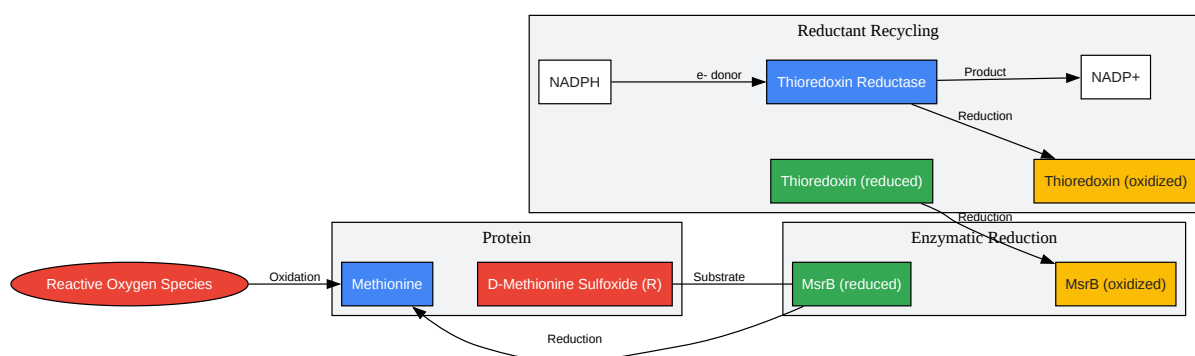 Reductant Recycling
NADPH
e- donor
Thioredoxin Reductase
Product
NADP+
Reduction
Thioredoxin (reduced)
Thioredoxin (oxidized)
Reduction
Protein
Enzymatic Reduction
Reactive Oxygen Species
Oxidation
Methionine
D-Methionine Sulfoxide (R)
Substrate
MsrB (reduced)
MsrB (oxidized)
Reduction